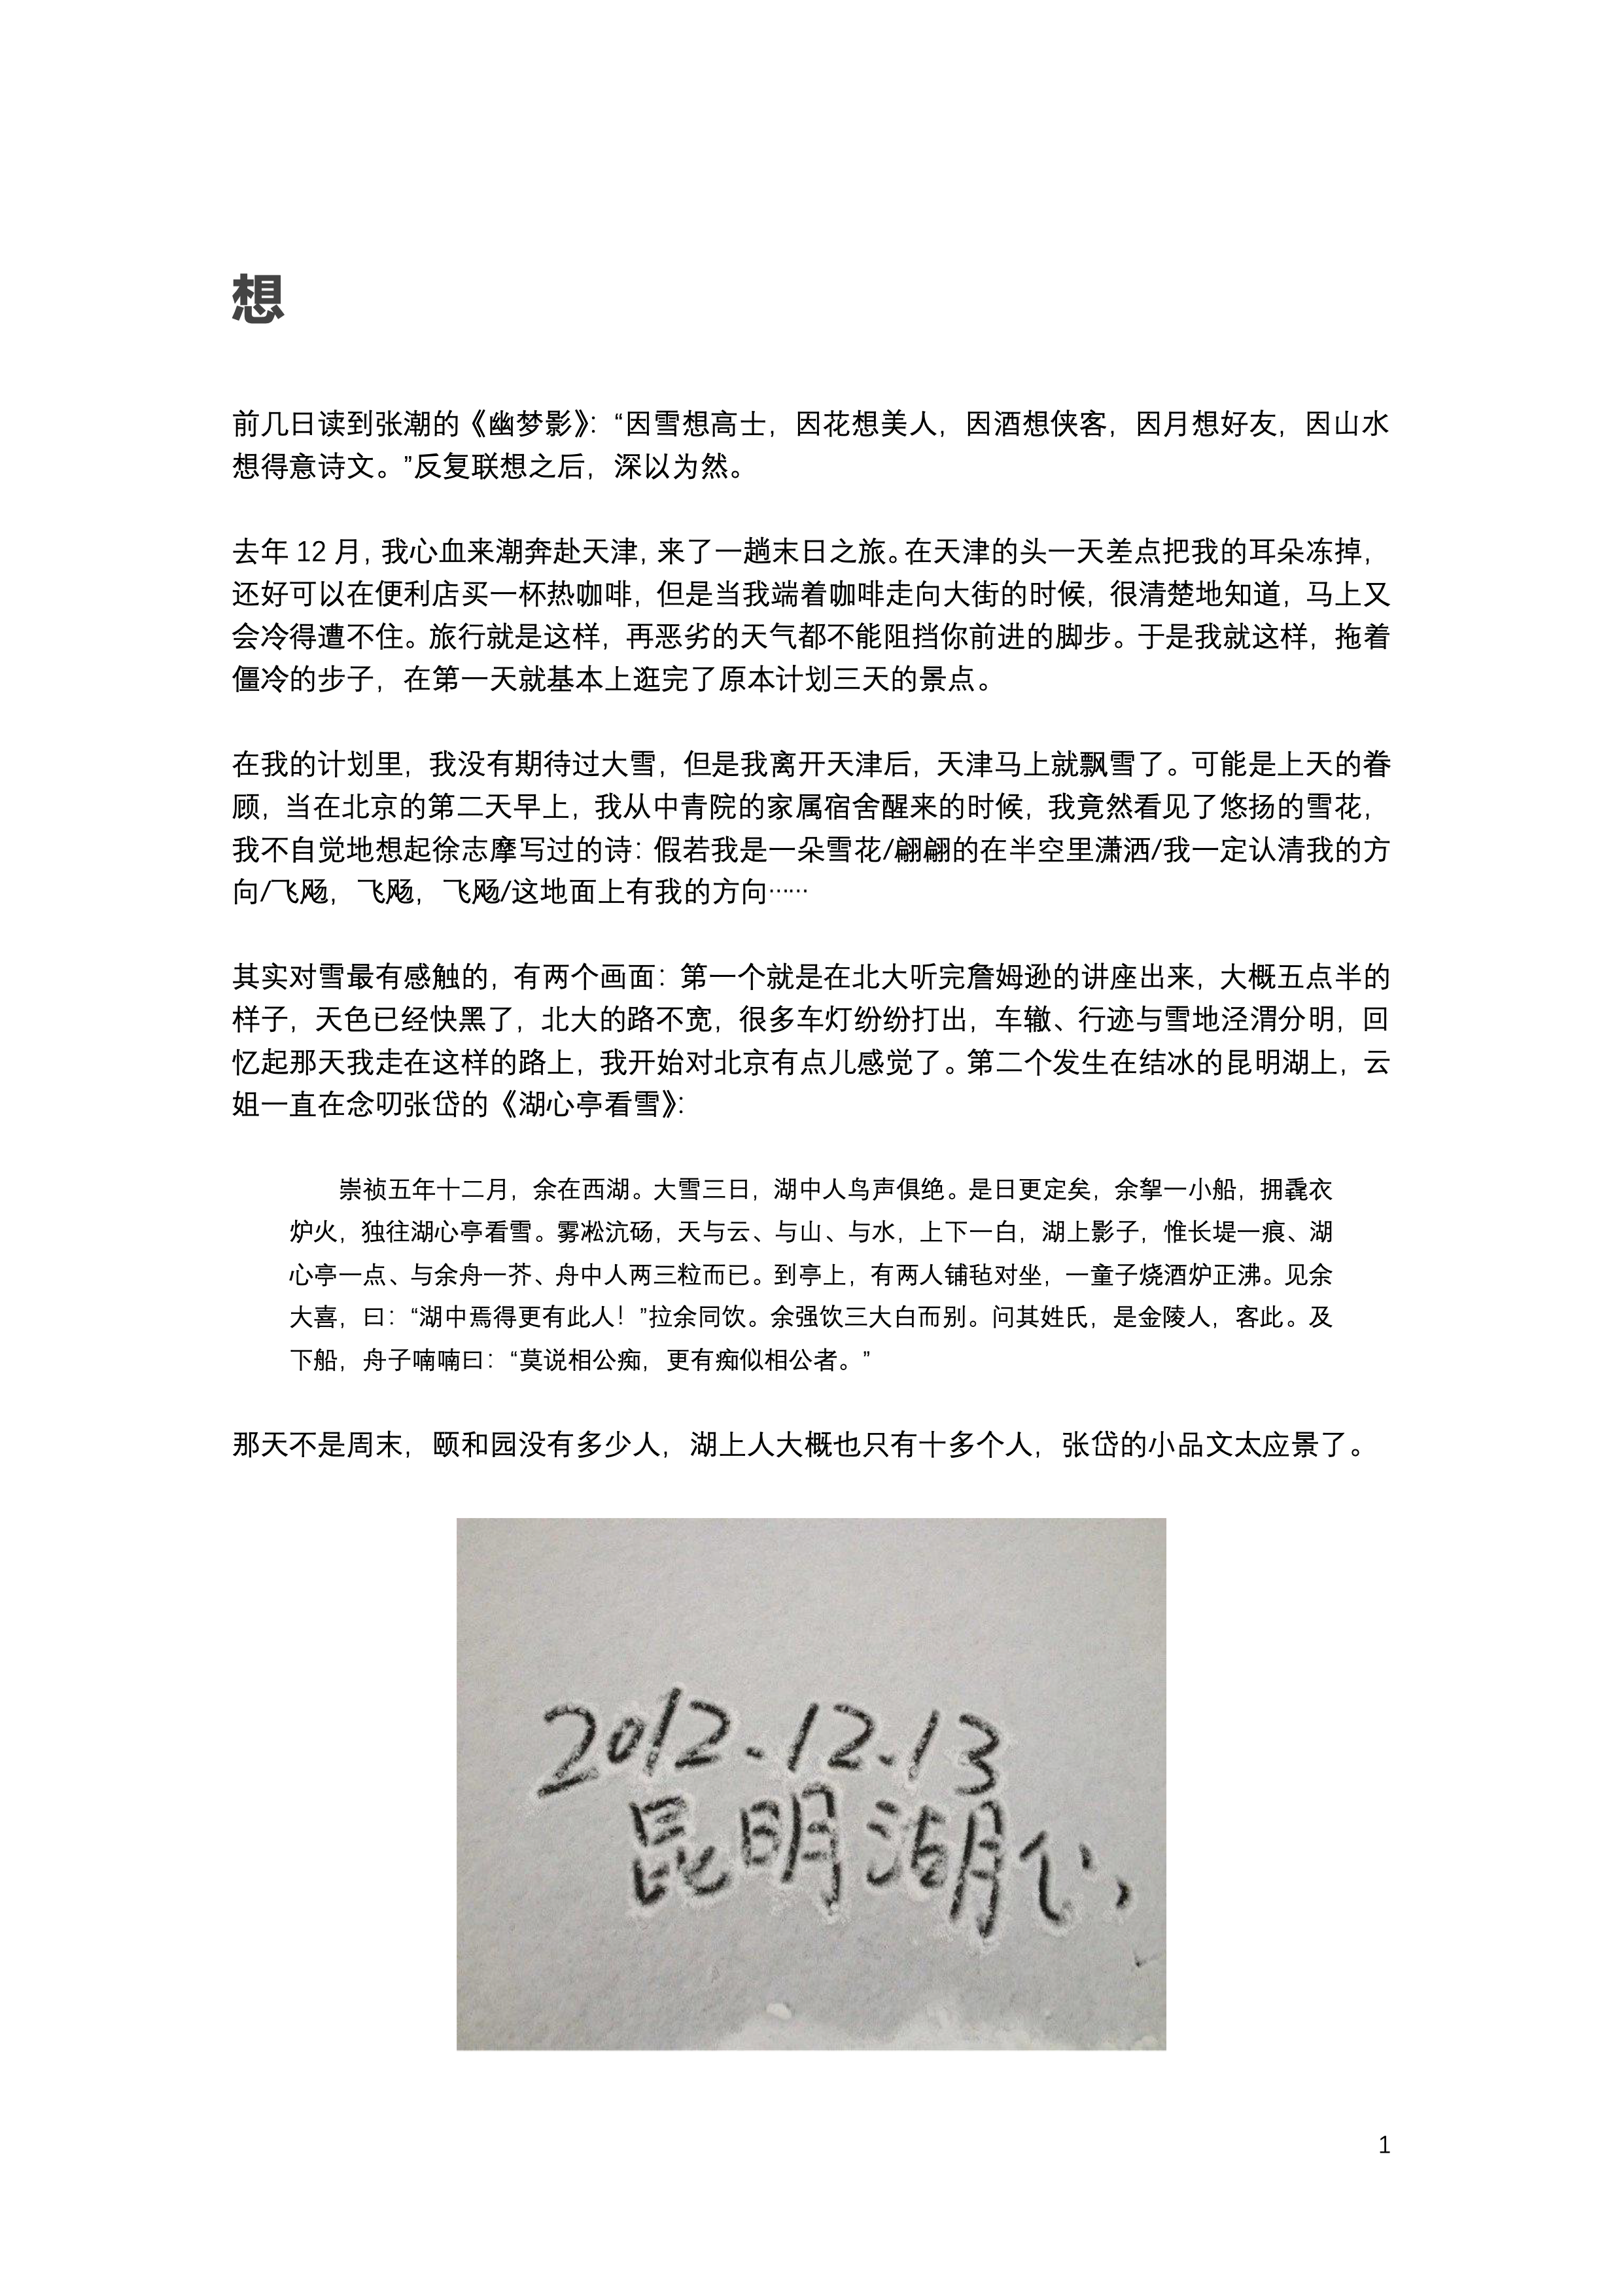 想
前几日读到张潮的《幽梦影》：“因雪想高士，因花想美人，因酒想侠客，因月想好友，因山水
想得意诗文。”反复联想之后，深以为然。
去年 12 月，我心血来潮奔赴天津，来了一趟末日之旅。在天津的头一天差点把我的耳朵冻掉，
还好可以在便利店买一杯热咖啡，但是当我端着咖啡走向大街的时候，很清楚地知道，马上又
会冷得遭不住。旅行就是这样，再恶劣的天气都不能阻挡你前进的脚步。于是我就这样，拖着
僵冷的步子，在第一天就基本上逛完了原本计划三天的景点。
在我的计划里，我没有期待过大雪，但是我离开天津后，天津马上就飘雪了。可能是上天的眷
顾，当在北京的第二天早上，我从中青院的家属宿舍醒来的时候，我竟然看见了悠扬的雪花，
我不自觉地想起徐志摩写过的诗：假若我是一朵雪花/翩翩的在半空里潇洒/我一定认清我的方
向/飞飏，飞飏，飞飏/这地面上有我的方向……
其实对雪最有感触的，有两个画面：第一个就是在北大听完詹姆逊的讲座出来，大概五点半的
样子，天色已经快黑了，北大的路不宽，很多车灯纷纷打出，车辙、行迹与雪地泾渭分明，回
忆起那天我走在这样的路上，我开始对北京有点儿感觉了。第二个发生在结冰的昆明湖上，云
姐一直在念叨张岱的《湖心亭看雪》：
崇祯五年十二月，余在西湖。大雪三日，湖中人鸟声俱绝。是日更定矣，余拏一小船，拥毳衣
炉火，独往湖心亭看雪。雾凇沆砀，天与云、与山、与水，上下一白，湖上影子，惟长堤一痕、湖
心亭一点、与余舟一芥、舟中人两三粒而已。到亭上，有两人铺毡对坐，一童子烧酒炉正沸。见余
大喜，曰：“湖中焉得更有此人！”拉余同饮。余强饮三大白而别。问其姓氏，是金陵人，客此。及
下船，舟子喃喃曰：“莫说相公痴，更有痴似相公者。”
那天不是周末，颐和园没有多少人，湖上人大概也只有十多个人，张岱的小品文太应景了。
2012.12.13
昆明湖心
1